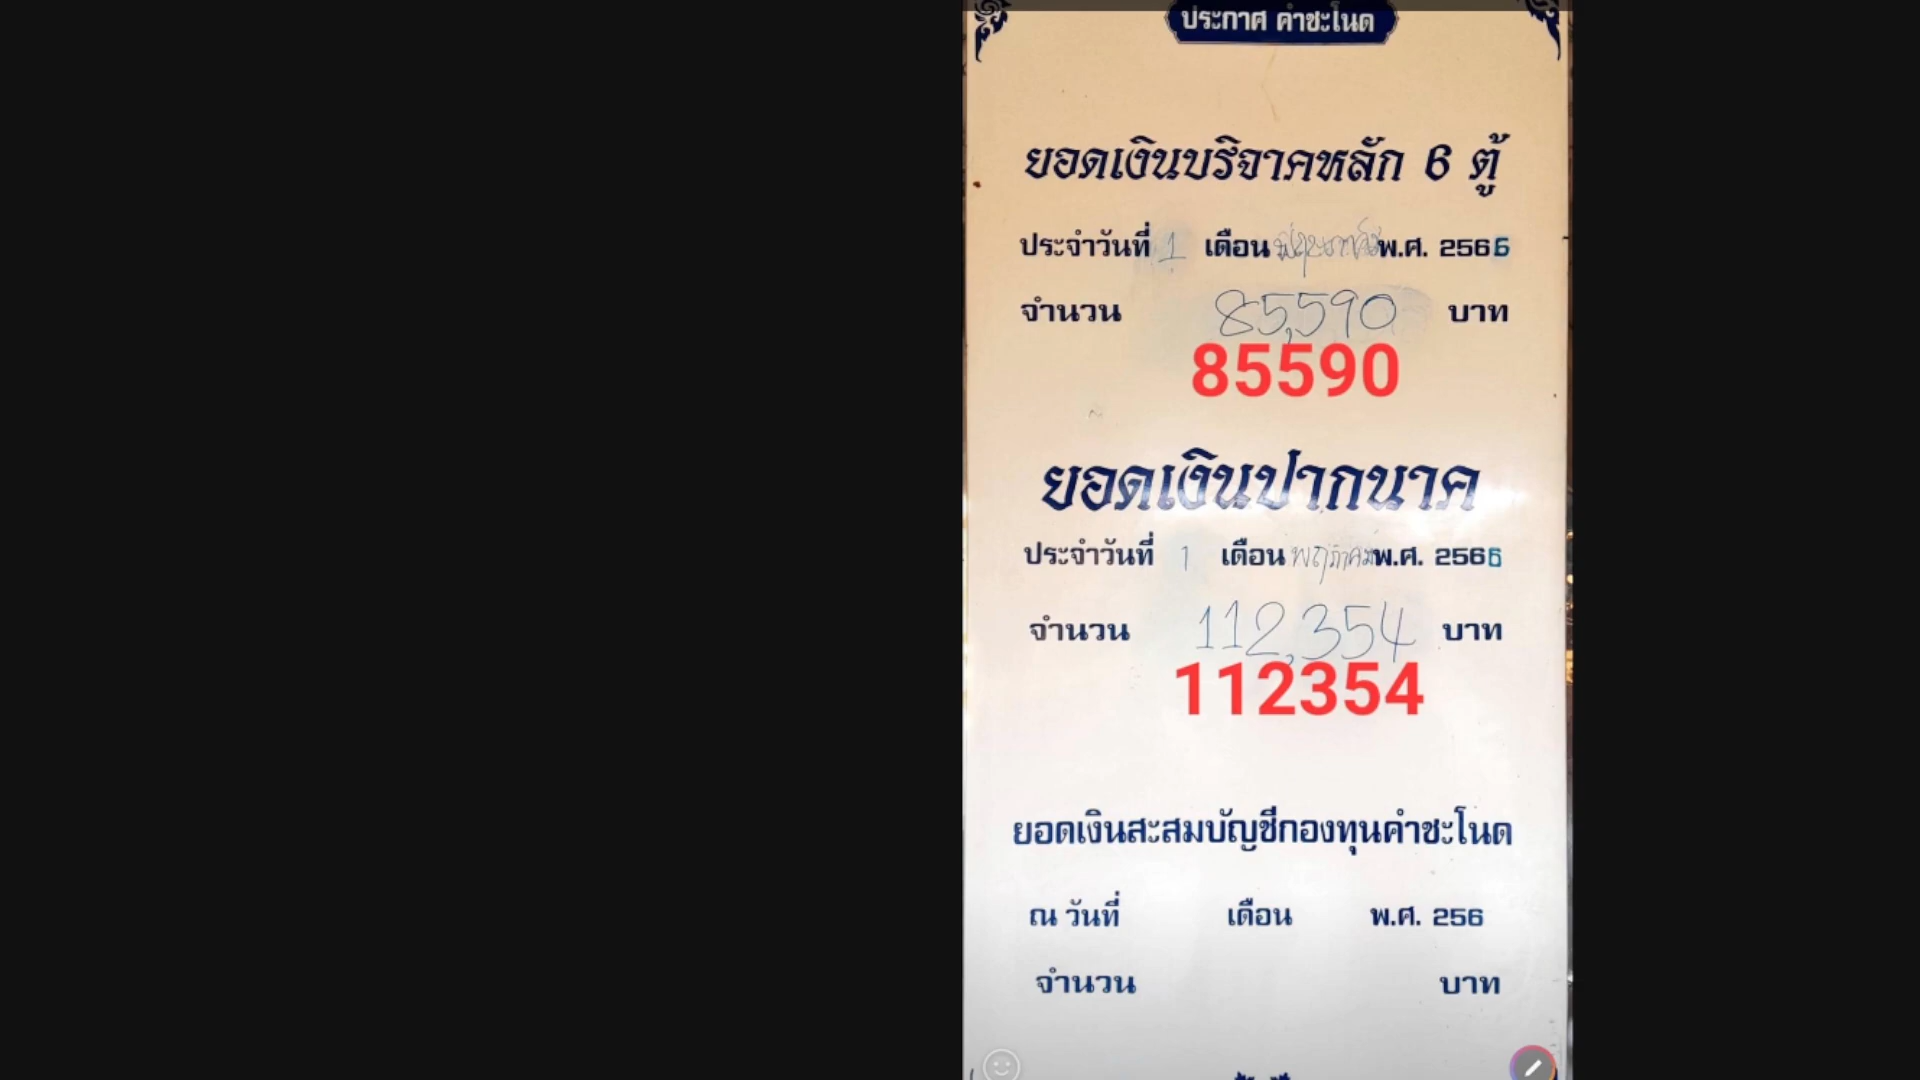 ประกาศ คำชะโนด
ยอดเงินบริจาคหลัก 6 ตู้
ประจำวันที่ 1 เดือน พฤษภาคม พ.ศ. 2566
จำนวน 85,590 บาท
85590
ยอดเงินปากนาค
ประจำวันที่ 1 เดือน พ.ศ. 2566
จำนวน 112,354 บาท
112354
ยอดเงินสะสมบัญชีกองทุนคำชะโนด
ณ วันที่ เดือน พ.ศ. 256
จำนวน บาท